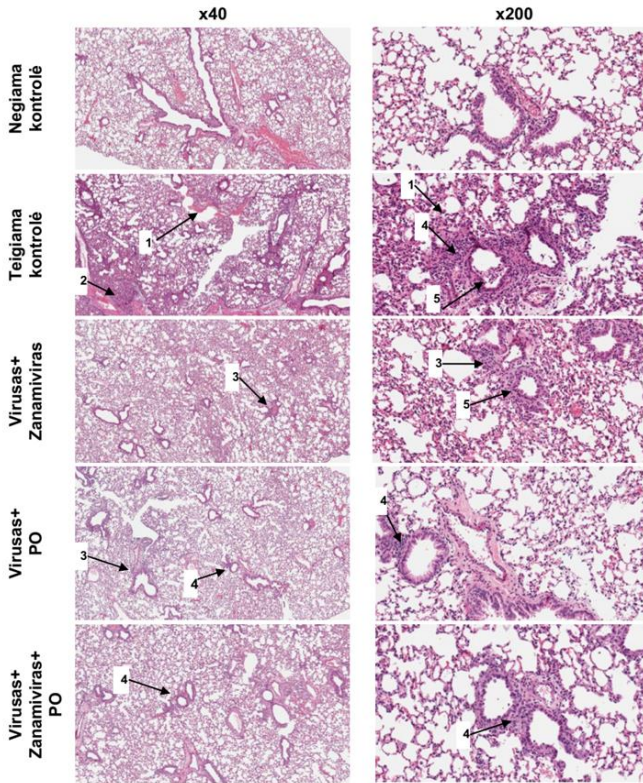 x40
x200
Negiama
kontrolė
Teigiama
kontrolė
1
2
1
4
5
Virusas+
Zanamiviras
3
3
5
Virusas+
PO
3
4
4
Virusas+
Zanamiviras+
PO
4
4